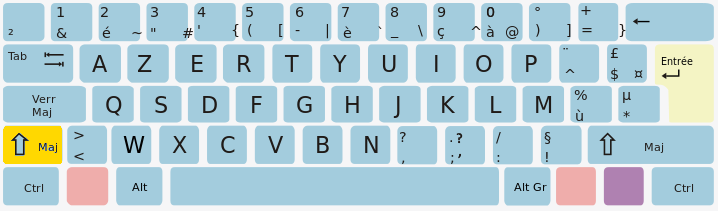 ² 1 & 2 é ~ 3 " # 4 ' { 5 ( [ 6 - | 7 è ` 8 _ \ 9 ç ^ 0 à @ ° ) ] + = } ←
Tab A Z E R T Y U I O P ¨ ^ £ $ ¤ Entrée
Verr Maj Q S D F G H J K L M % ù µ *
Maj > < W X C V B N ? , . ? ; , / : § ! Maj
Ctrl Alt Alt Gr Ctrl